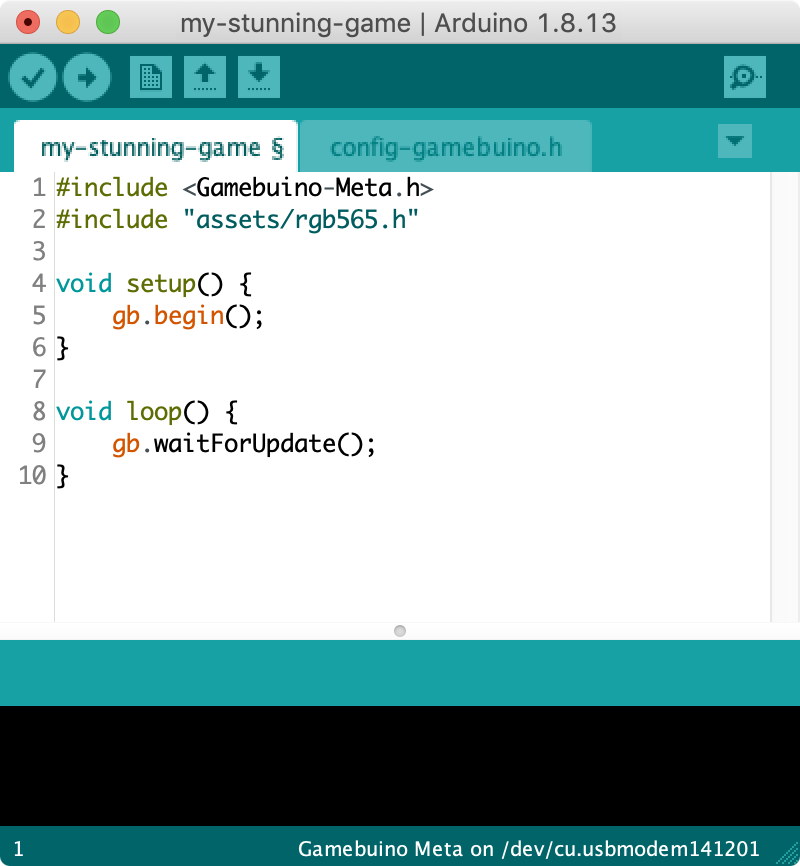 my-stunning-game | Arduino 1.8.13
my-stunning-game § config-gamebuino.h
1 #include <Gamebuino-Meta.h>
2 #include "assets/rgb565.h"
3
4 void setup() {
5     gb.begin();
6 }
7
8 void loop() {
9     gb.waitForUpdate();
10 }
1 Gamebuino Meta on /dev/cu.usbmodem141201